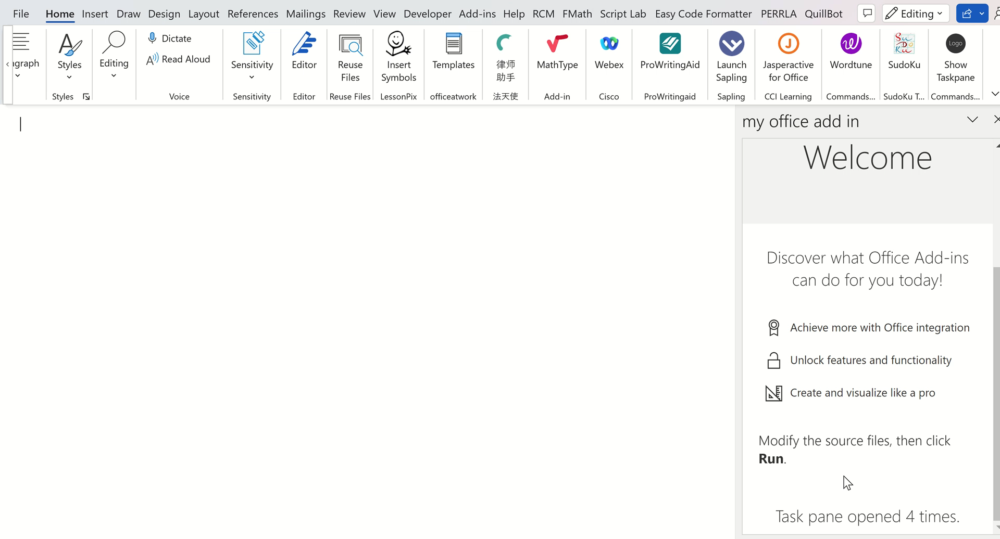 File Home Insert Draw Design Layout References Mailings Review View Developer Add-ins Help RCM FMath Script Lab Easy Code Formatter PERRLA QuillBot Editing
agraph
Styles
Editing
Dictate
Read Aloud
Sensitivity
Editor
Reuse
Files
Insert
Symbols
Templates
律师
助手
MathType
Webex
ProWritingAid
Launch
Sapling
Jasperactive
for Office
Wordtune
Su
Do
Ku
SudoKu
Logo
Show
Taskpane
Styles Voice Sensitivity Editor Reuse Files LessonPix officeatwork 法天使 Add-in Cisco ProWritingaid Sapling CCI Learning Commands... SudoKu T... Commands...
my office add in
Welcome
Discover what Office Add-ins
can do for you today!
Achieve more with Office integration
Unlock features and functionality
Create and visualize like a pro
Modify the source files, then click
Run.
Task pane opened 4 times.